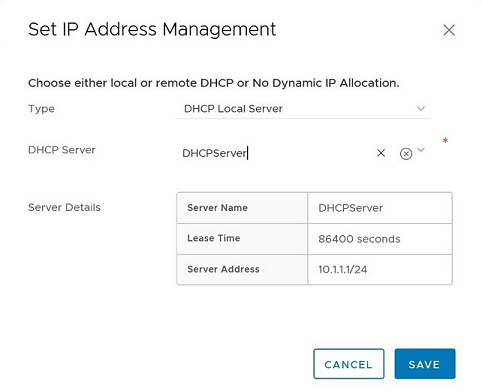 Set IP Address Management
Choose either local or remote DHCP or No Dynamic IP Allocation.
Type DHCP Local Server
DHCP Server DHCPServer *
Server Details Server Name DHCPServer
Lease Time 86400 seconds
Server Address 10.1.1.1/24
CANCEL SAVE